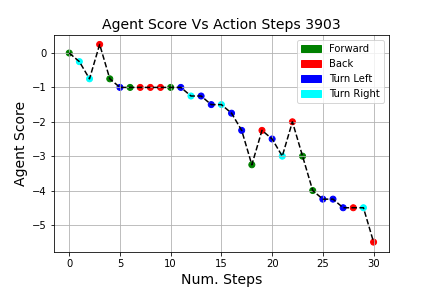 Agent Score Vs Action Steps 3903
Forward
Back
Turn Left
Turn Right
Agent Score
0
−1
−2
−3
−4
−5
0 5 10 15 20 25 30
Num. Steps